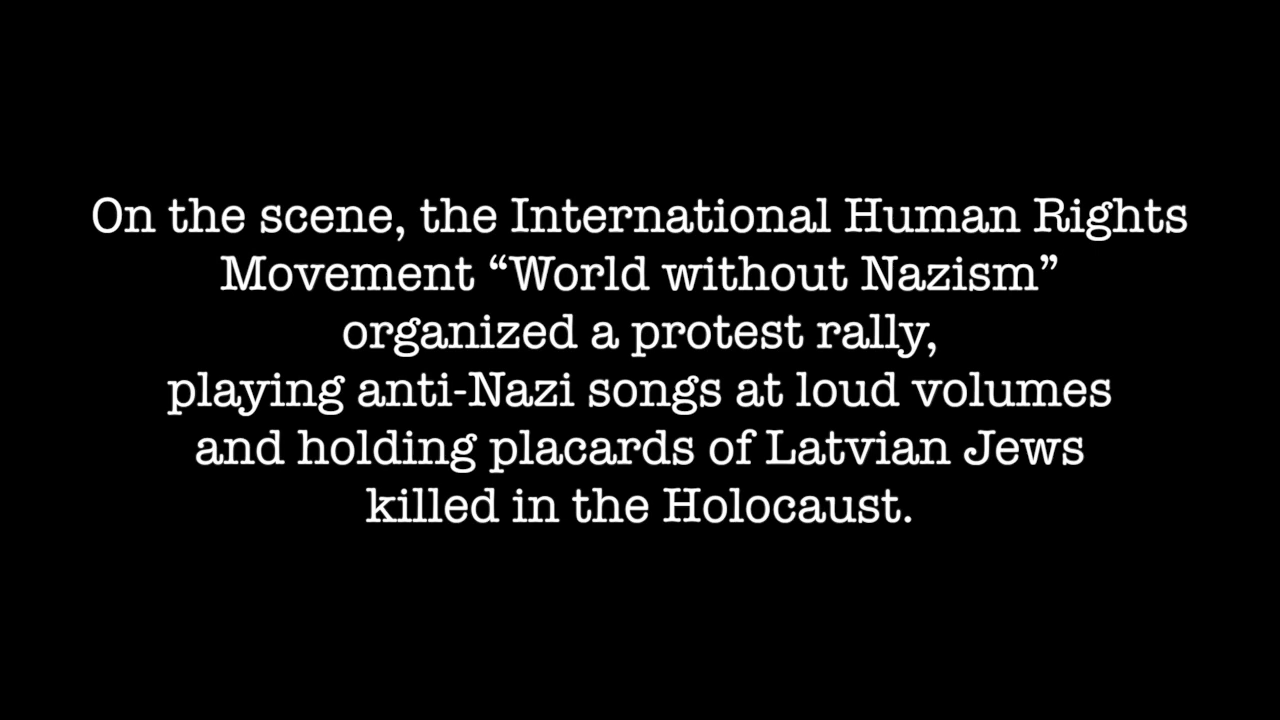 On the scene, the International Human Rights
Movement “World without Nazism”
organized a protest rally,
playing anti-Nazi songs at loud volumes
and holding placards of Latvian Jews
killed in the Holocaust.